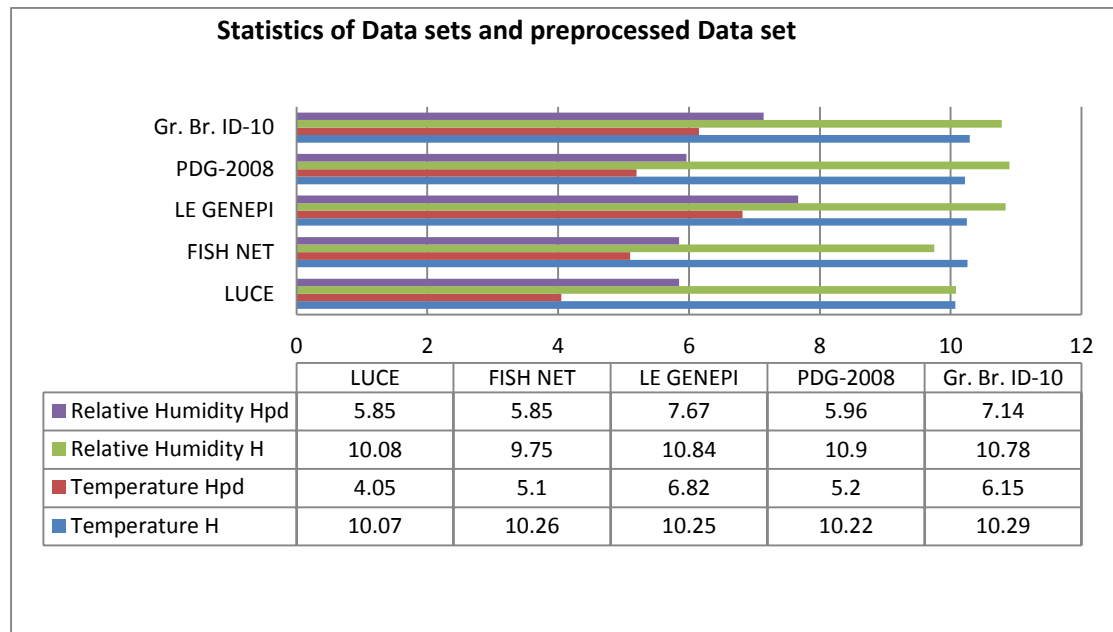 Statistics of Data sets and preprocessed Data set
Gr. Br. ID-10
PDG-2008
LE GENEPI
FISH NET
LUCE
0 2 4 6 8 10 12
LUCE FISH NET LE GENEPI PDG-2008 Gr. Br. ID-10
Relative Humidity Hpd 5.85 5.85 7.67 5.96 7.14
Relative Humidity H 10.08 9.75 10.84 10.9 10.78
Temperature Hpd 4.05 5.1 6.82 5.2 6.15
Temperature H 10.07 10.26 10.25 10.22 10.29